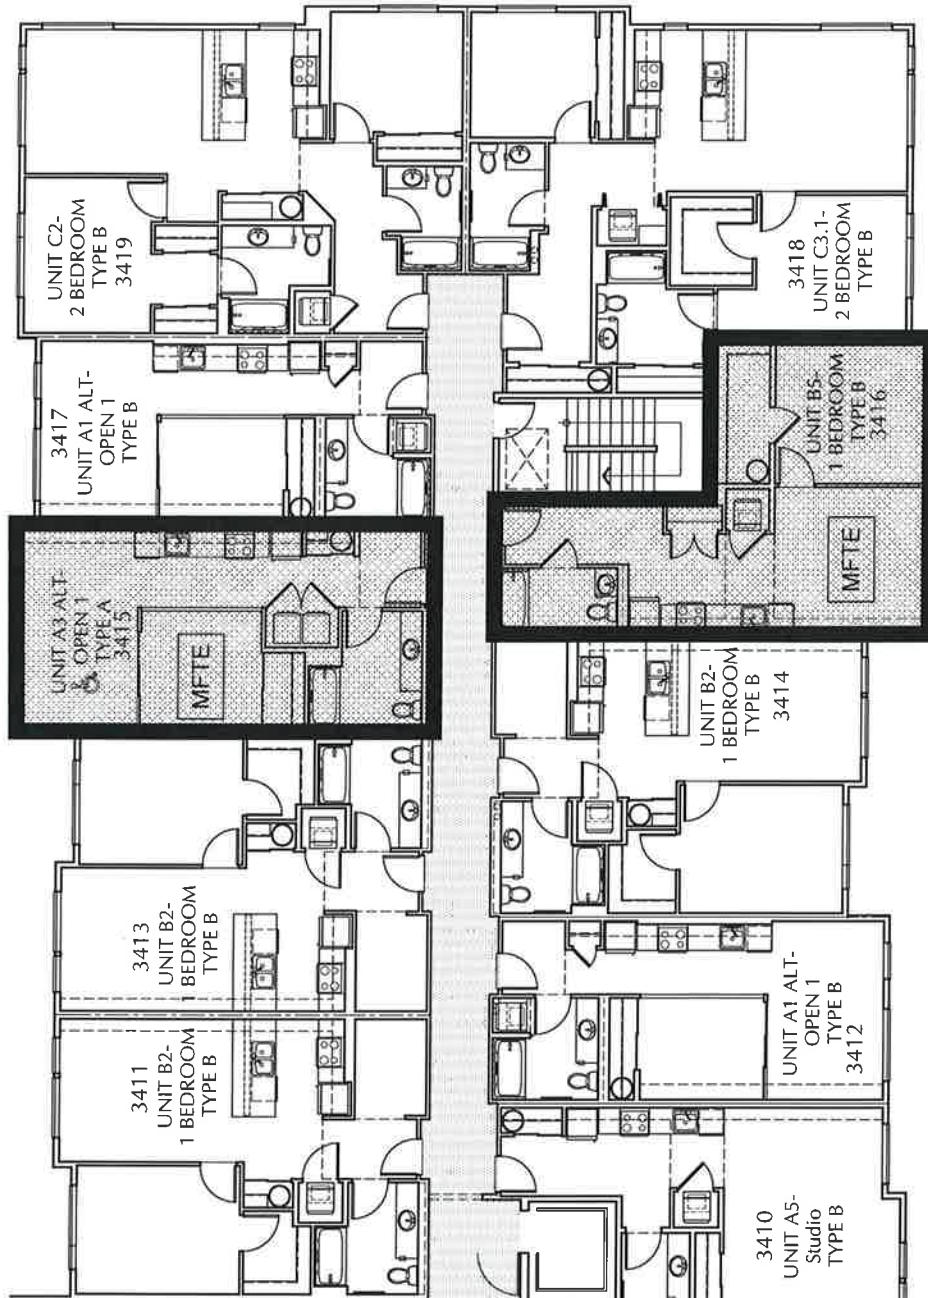 UNIT C2-
2 BEDROOM
TYPE B
3419
3418
UNIT C3.1-
2 BEDROOM
TYPE B
3417
UNIT A1 ALT-
OPEN 1
TYPE B
UNIT B5-
1 BEDROOM
TYPE B
3416
MFTE
UNIT A3 ALT-
OPEN 1
TYPE A
3415
MFTE
UNIT B2-
1 BEDROOM
TYPE B
3414
3413
UNIT B2-
1 BEDROOM
TYPE B
UNIT A1 ALT-
OPEN 1
TYPE B
3412
3411
UNIT B2-
1 BEDROOM
TYPE B
3410
UNIT A5-
Studio
TYPE B